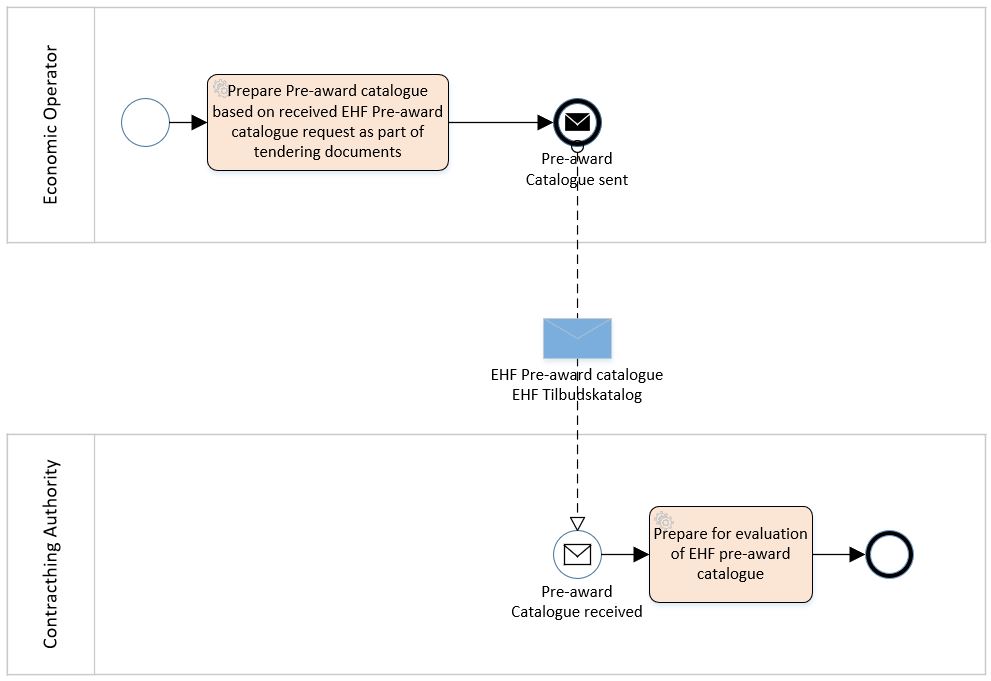 Economic Operator
Prepare Pre-award catalogue
based on received EHF Pre-award
catalogue request as part of
tendering documents
Pre-award
Catalogue sent
EHF Pre-award catalogue
EHF Tilbudskatalog
Contracthing Authority
Pre-award
Catalogue received
Prepare for evaluation
of EHF pre-award
catalogue